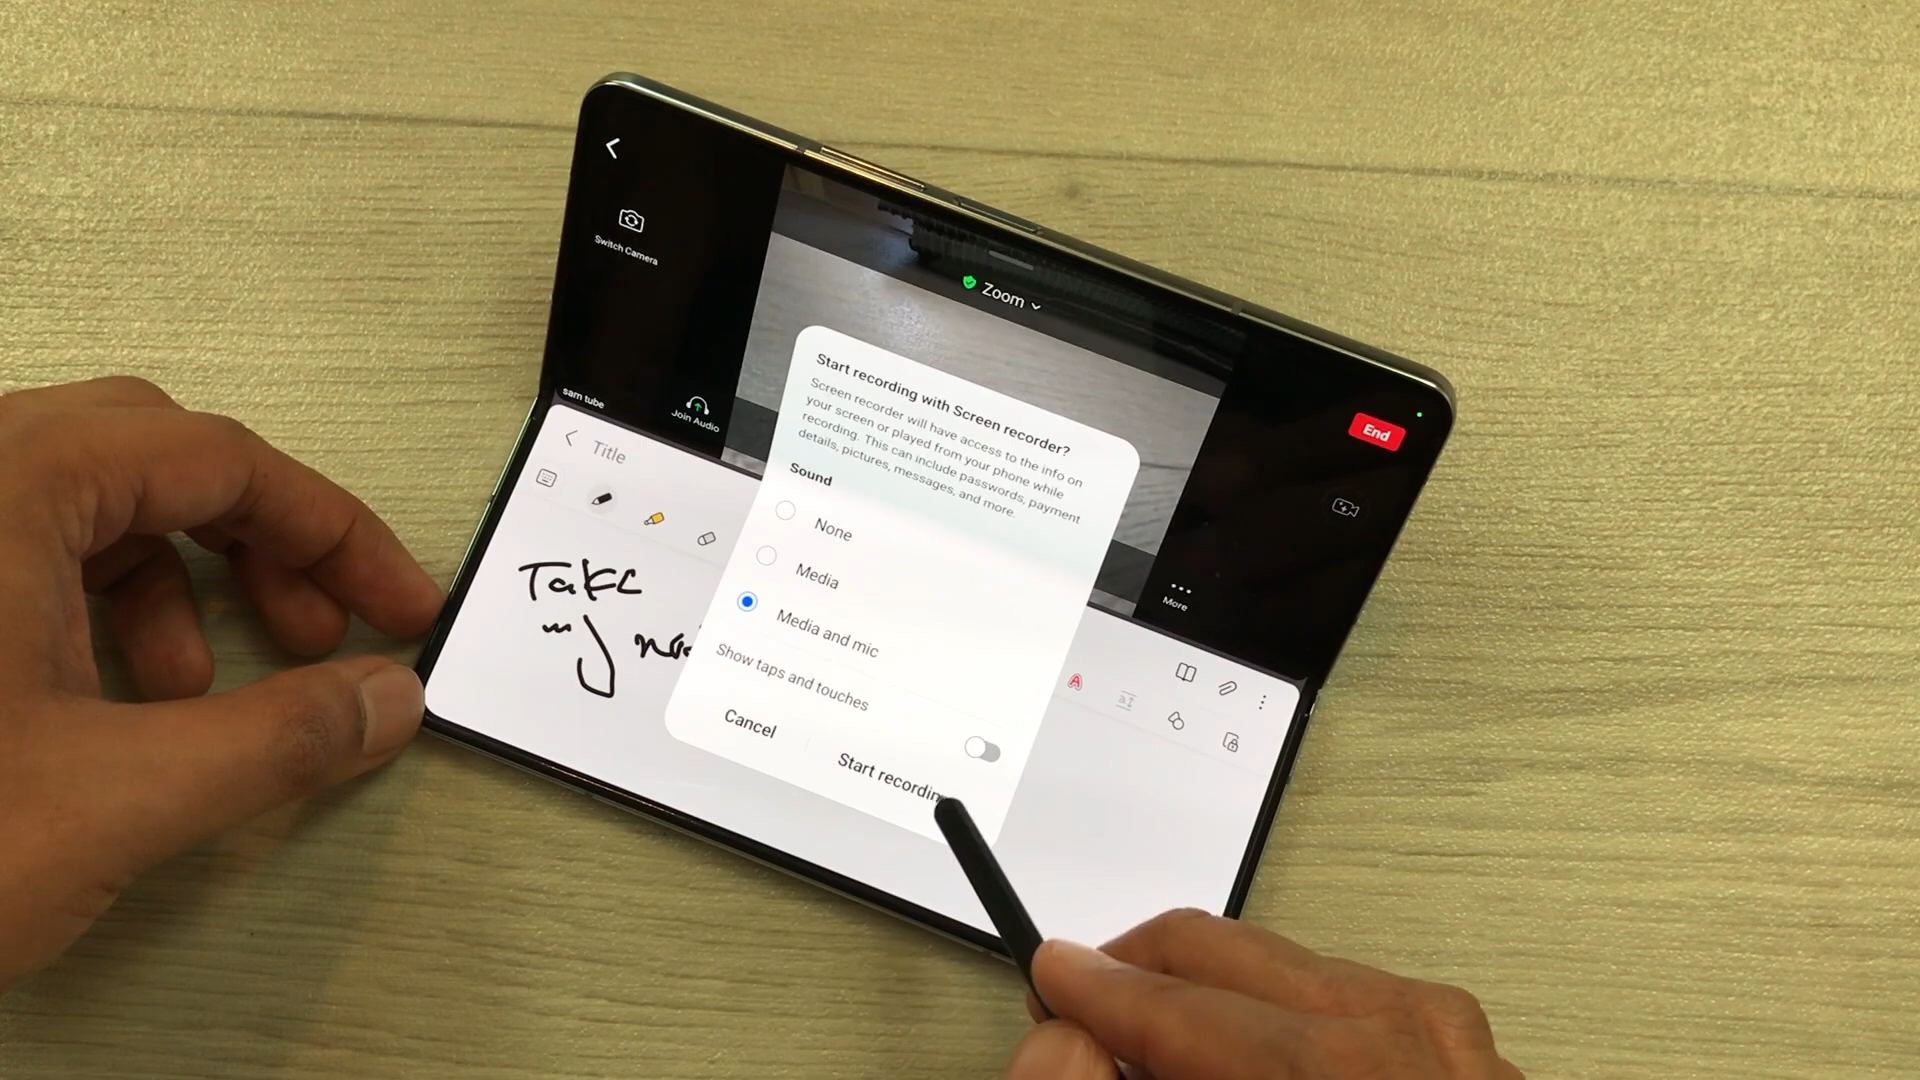 Switch Camera
Zoom
sam tube
Join Audio
End
More
Title
Take
my
Start recording with Screen recorder?
Screen recorder will have access to the info on
your screen or played from your phone while
recording. This can include passwords, payment
details, pictures, messages, and more.
Sound
None
Media
Media and mic
Show taps and touches
Cancel
Start recording
A